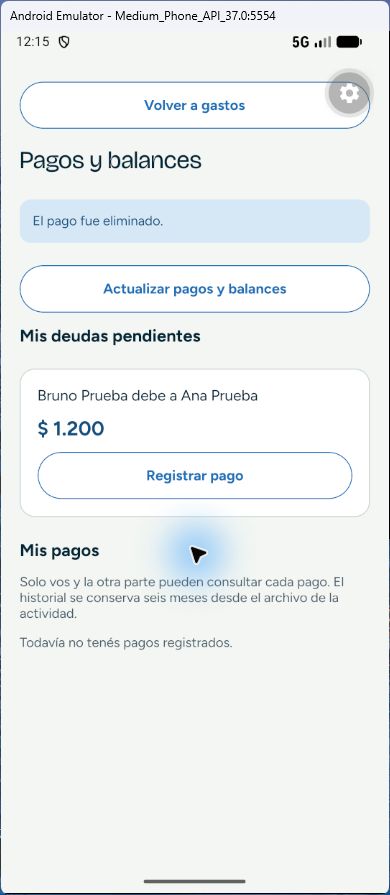 Android Emulator - Medium_Phone_API_37.0:5554
12:15 5G
Volver a gastos
Pagos y balances
El pago fue eliminado.
Actualizar pagos y balances
Mis deudas pendientes
Bruno Prueba debe a Ana Prueba
$ 1.200
Registrar pago
Mis pagos
Solo vos y la otra parte pueden consultar cada pago. El
historial se conserva seis meses desde el archivo de la
actividad.
Todavía no tenés pagos registrados.